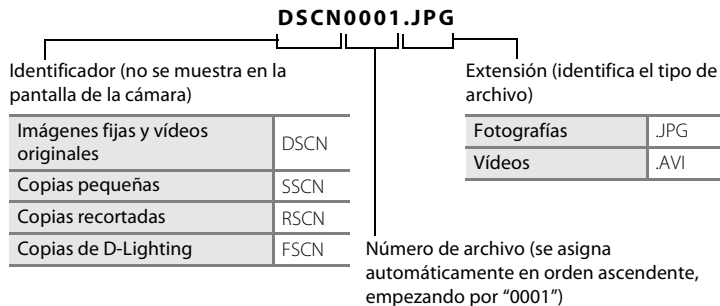 DSCN0001.JPG
Identificador (no se muestra en la
pantalla de la cámara)
Imágenes fijas y vídeos
originales
DSCN
Copias pequeñas
SSCN
Copias recortadas
RSCN
Copias de D-Lighting
FSCN
Extensión (identifica el tipo de
archivo)
Fotografías
.JPG
Vídeos
.AVI
Número de archivo (se asigna
automáticamente en orden ascendente,
empezando por “0001”)